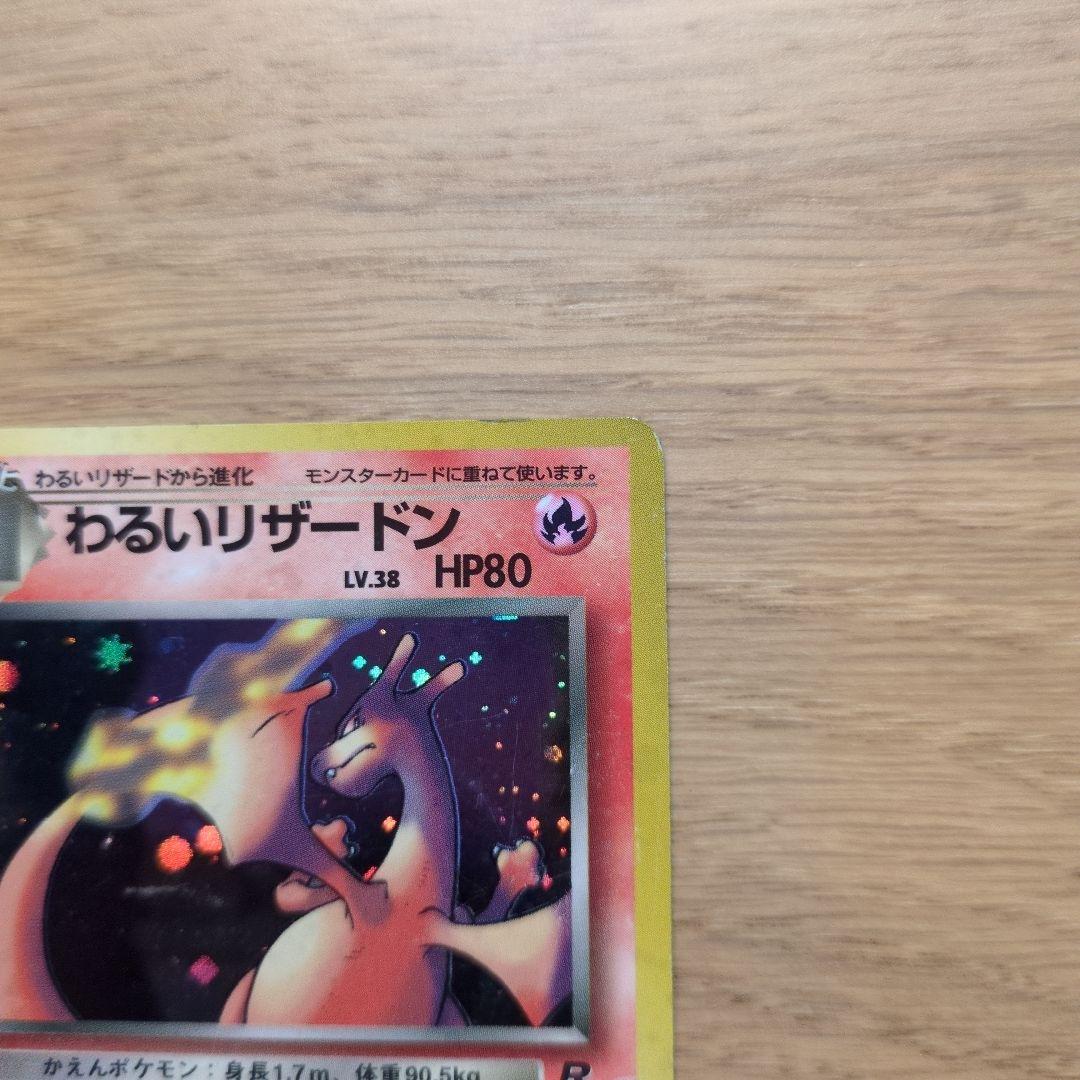 わるいリザードから進化 モンスターカードに重ねて使います。
わるいリザードン
LV.38 HP80
かえんポケモン：身長1.7m、体重90.5kg
R